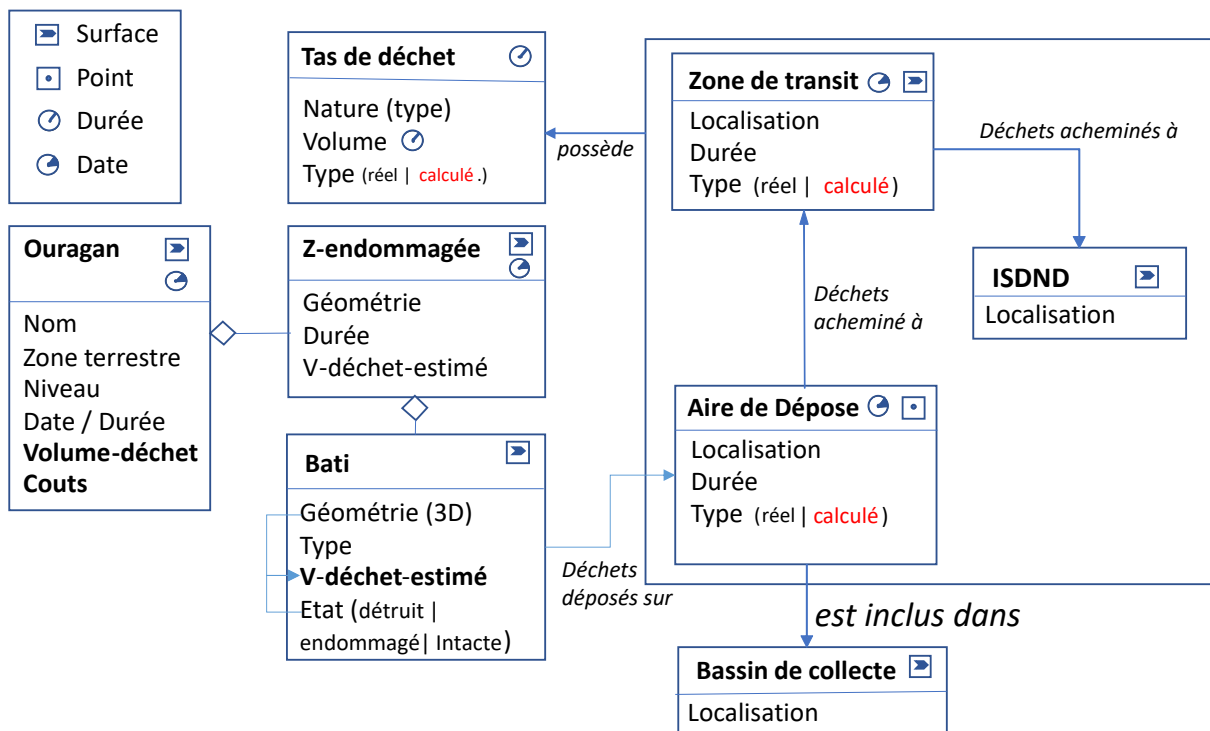 Surface
Point
Durée
Date
Tas de déchet
Nature (type)
Volume
Type (réel | calculé .)
possède
Zone de transit
Localisation
Durée
Type (réel | calculé )
Déchets acheminés à
ISDND
Localisation
Ouragan
Nom
Zone terrestre
Niveau
Date / Durée
Volume-déchet
Couts
Z-endommagée
Géométrie
Durée
V-déchet-estimé
Déchets
acheminé à
Aire de Dépose
Localisation
Durée
Type (réel | calculé )
Bati
Géométrie (3D)
Type
V-déchet-estimé
Etat (détruit |
endommagé| Intacte)
Déchets
déposés sur
est inclus dans
Bassin de collecte
Localisation